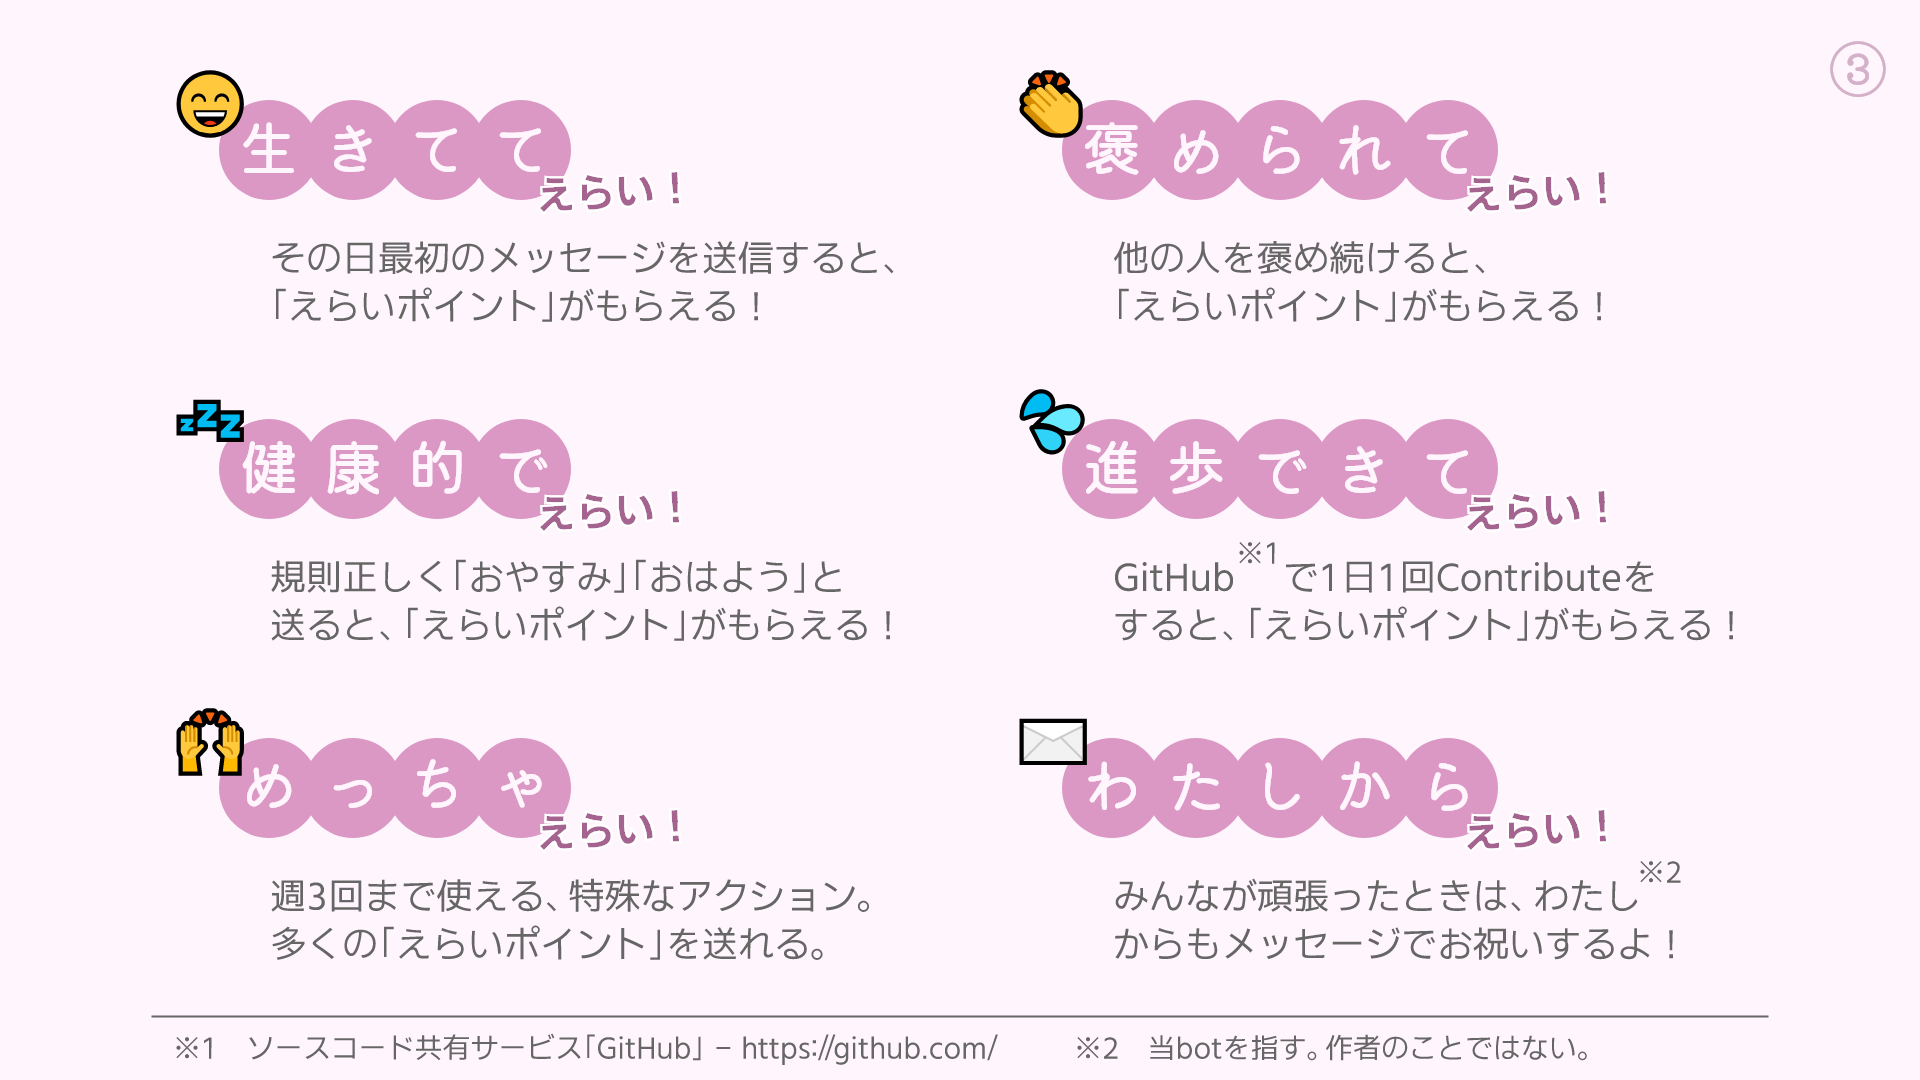 ③
生きてて
えらい！
その日最初のメッセージを送信すると、
「えらいポイント」がもらえる！
褒められて
えらい！
他の人を褒め続けると、
「えらいポイント」がもらえる！
zzz
健康的で
えらい！
規則正しく「おやすみ」「おはよう」と
送ると、「えらいポイント」がもらえる！
進歩できて
えらい！
GitHub※1で1日1回Contributeを
すると、「えらいポイント」がもらえる！
めっちゃ
えらい！
週3回まで使える、特殊なアクション。
多くの「えらいポイント」を送れる。
わたしから
えらい！
みんなが頑張ったときは、わたし※2
からもメッセージでお祝いするよ！
※1　ソースコード共有サービス「GitHub」 – https://github.com/
※2　当botを指す。作者のことではない。